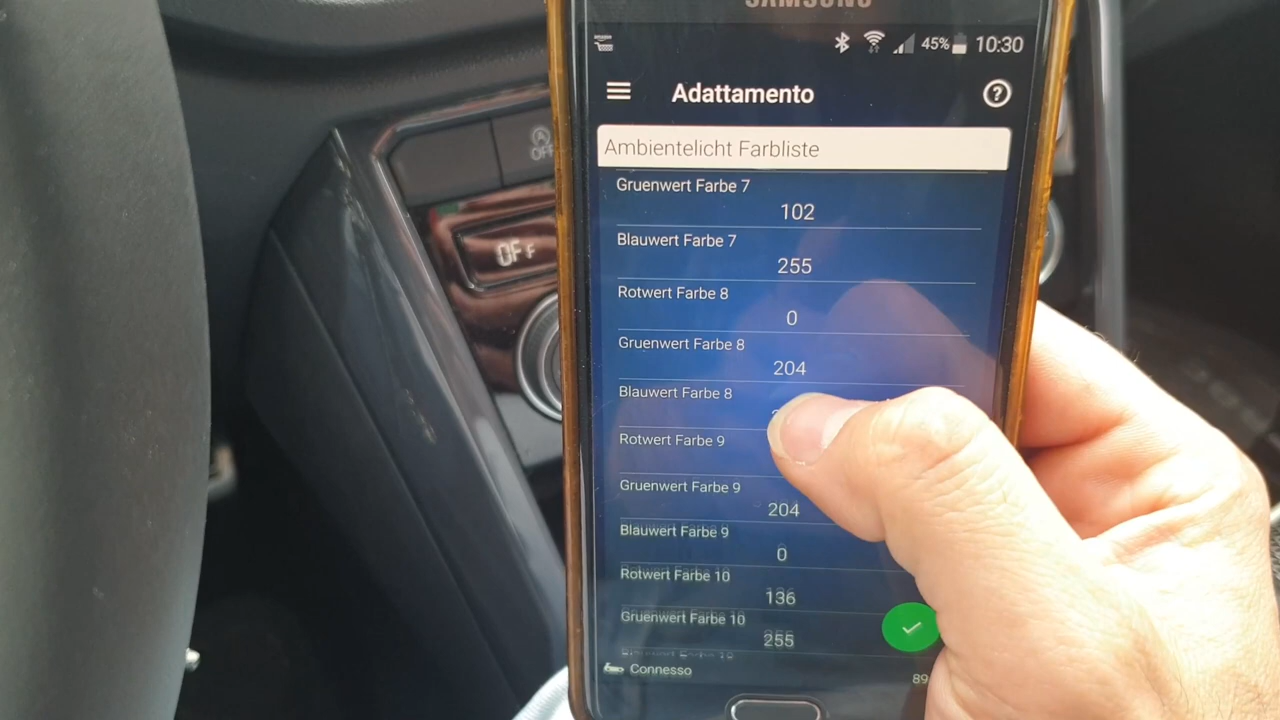 SAMSUNG
45% 10:30
Adattamento
?
Ambientelicht Farbliste
Gruenwert Farbe 7
102
Blauwert Farbe 7
255
Rotwert Farbe 8
0
Gruenwert Farbe 8
204
Blauwert Farbe 8
Rotwert Farbe 9
Gruenwert Farbe 9
204
Blauwert Farbe 9
0
Rotwert Farbe 10
136
Gruenwert Farbe 10
255
Connesso
OFF
OFF